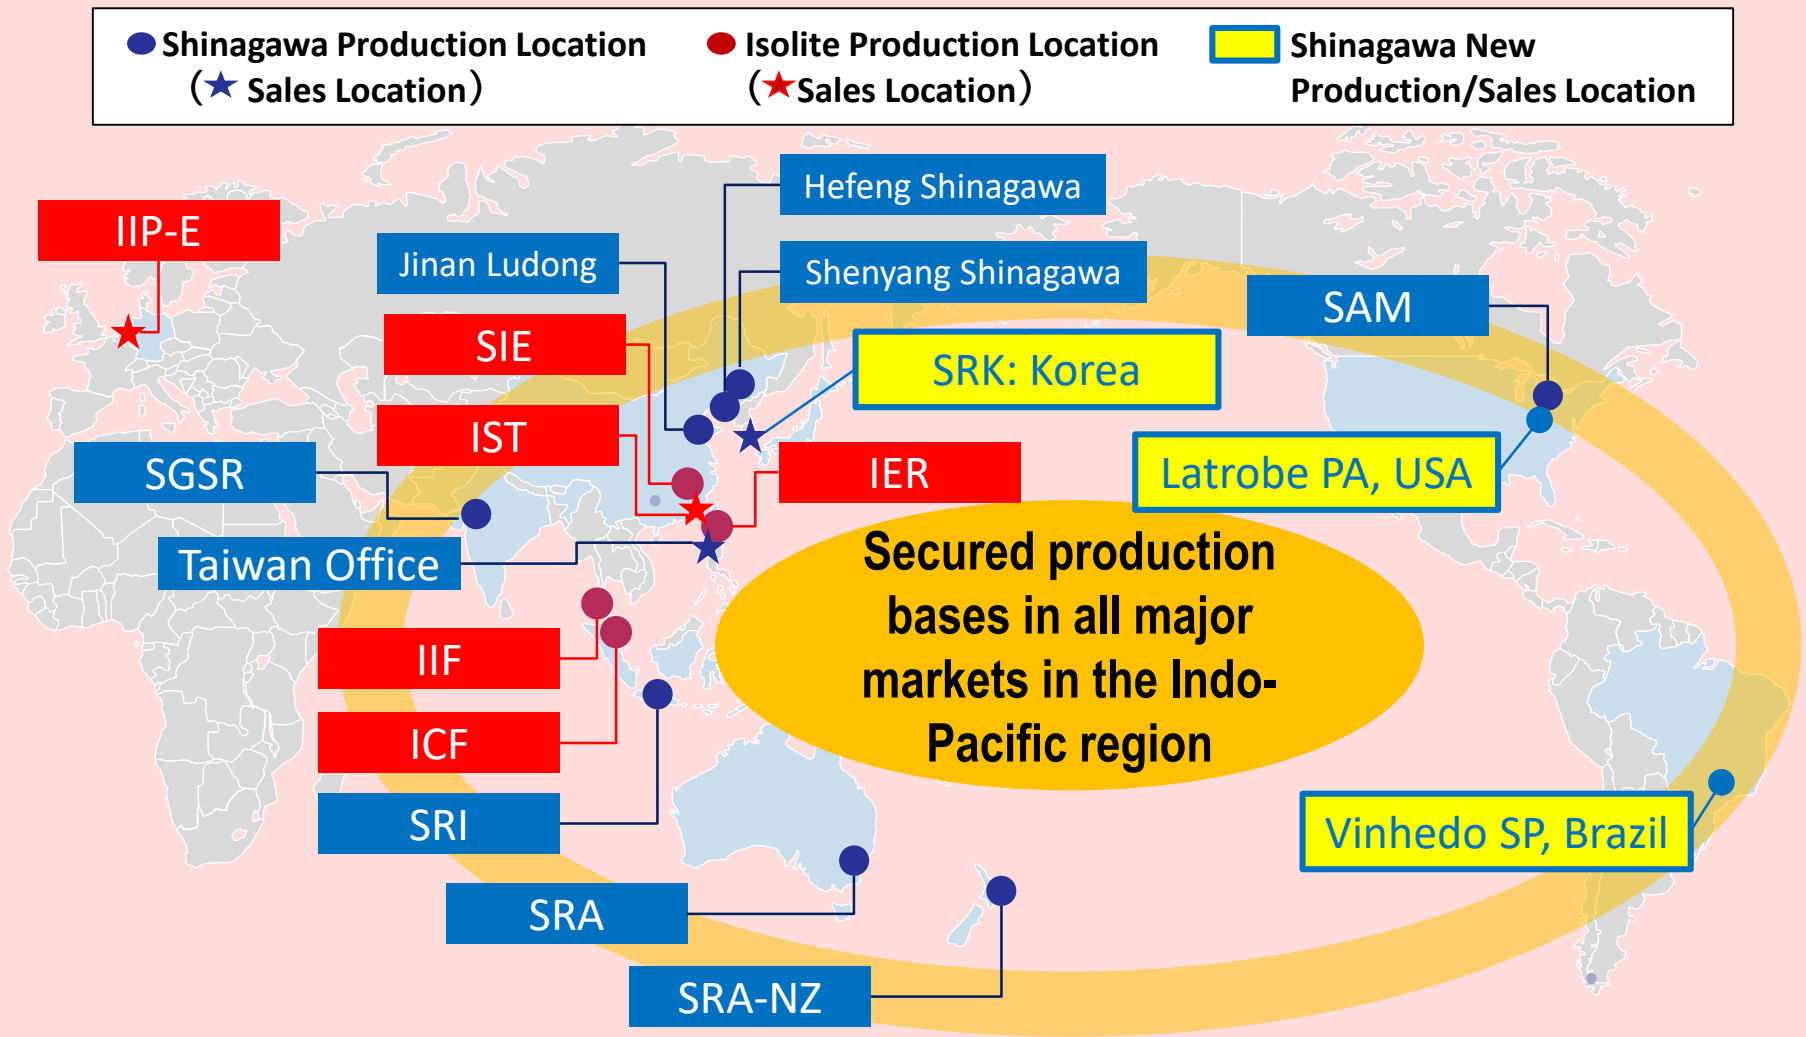 Shinagawa Production Location
(★ Sales Location)
Isolite Production Location
(★Sales Location)
Shinagawa New
Production/Sales Location
Hefeng Shinagawa
IIP-E
Jinan Ludong
Shenyang Shinagawa
SAM
SIE
SRK: Korea
IST
SGSR
IER
Latrobe PA, USA
Taiwan Office
Secured production
bases in all major
markets in the Indo-
Pacific region
IIF
ICF
SRI
Vinhedo SP, Brazil
SRA
SRA-NZ